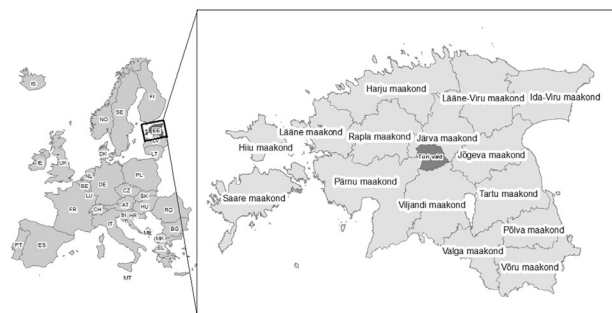 IS
FI
NO
SE
EE
LT
DK
IE
UK
NL
BE
DE
PL
LU
CZ
SK
FR
CH
AT
HU
RO
SI
HR
IT
ME
BG
MK
EL
PT
ES
MT
Harju maakond
Lääne-Viru maakond
Ida-Viru maakond
Lääne maakond
Hiiu maakond
Rapla maakond
Järva maakond
Türi vald
Jõgeva maakond
Saare maakond
Pärnu maakond
Viljandi maakond
Tartu maakond
Põlva maakond
Valga maakond
Võru maakond